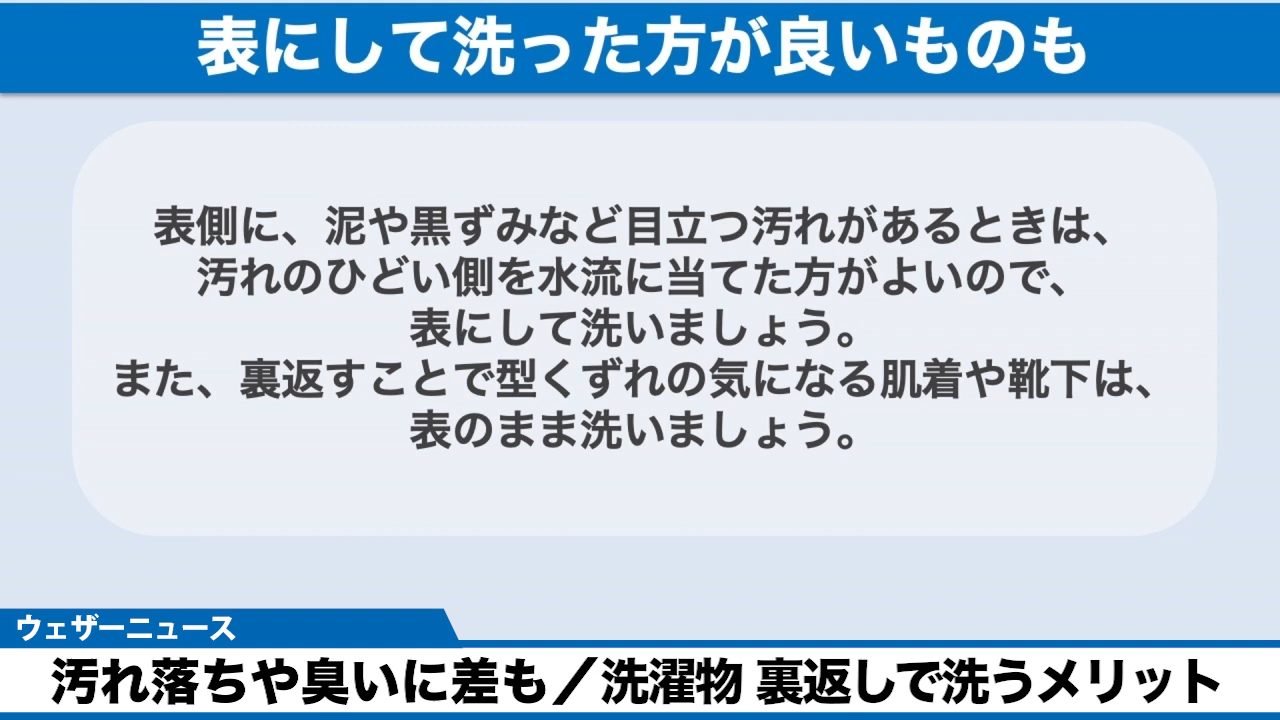 表にして洗った方が良いものも
表側に、泥や黒ずみなど目立つ汚れがあるときは、
汚れのひどい側を水流に当てた方がよいので、
表にして洗いましょう。
また、裏返すことで型くずれの気になる肌着や靴下は、
表のまま洗いましょう。
ウェザーニュース
汚れ落ちや臭いに差も／洗濯物 裏返しで洗うメリット